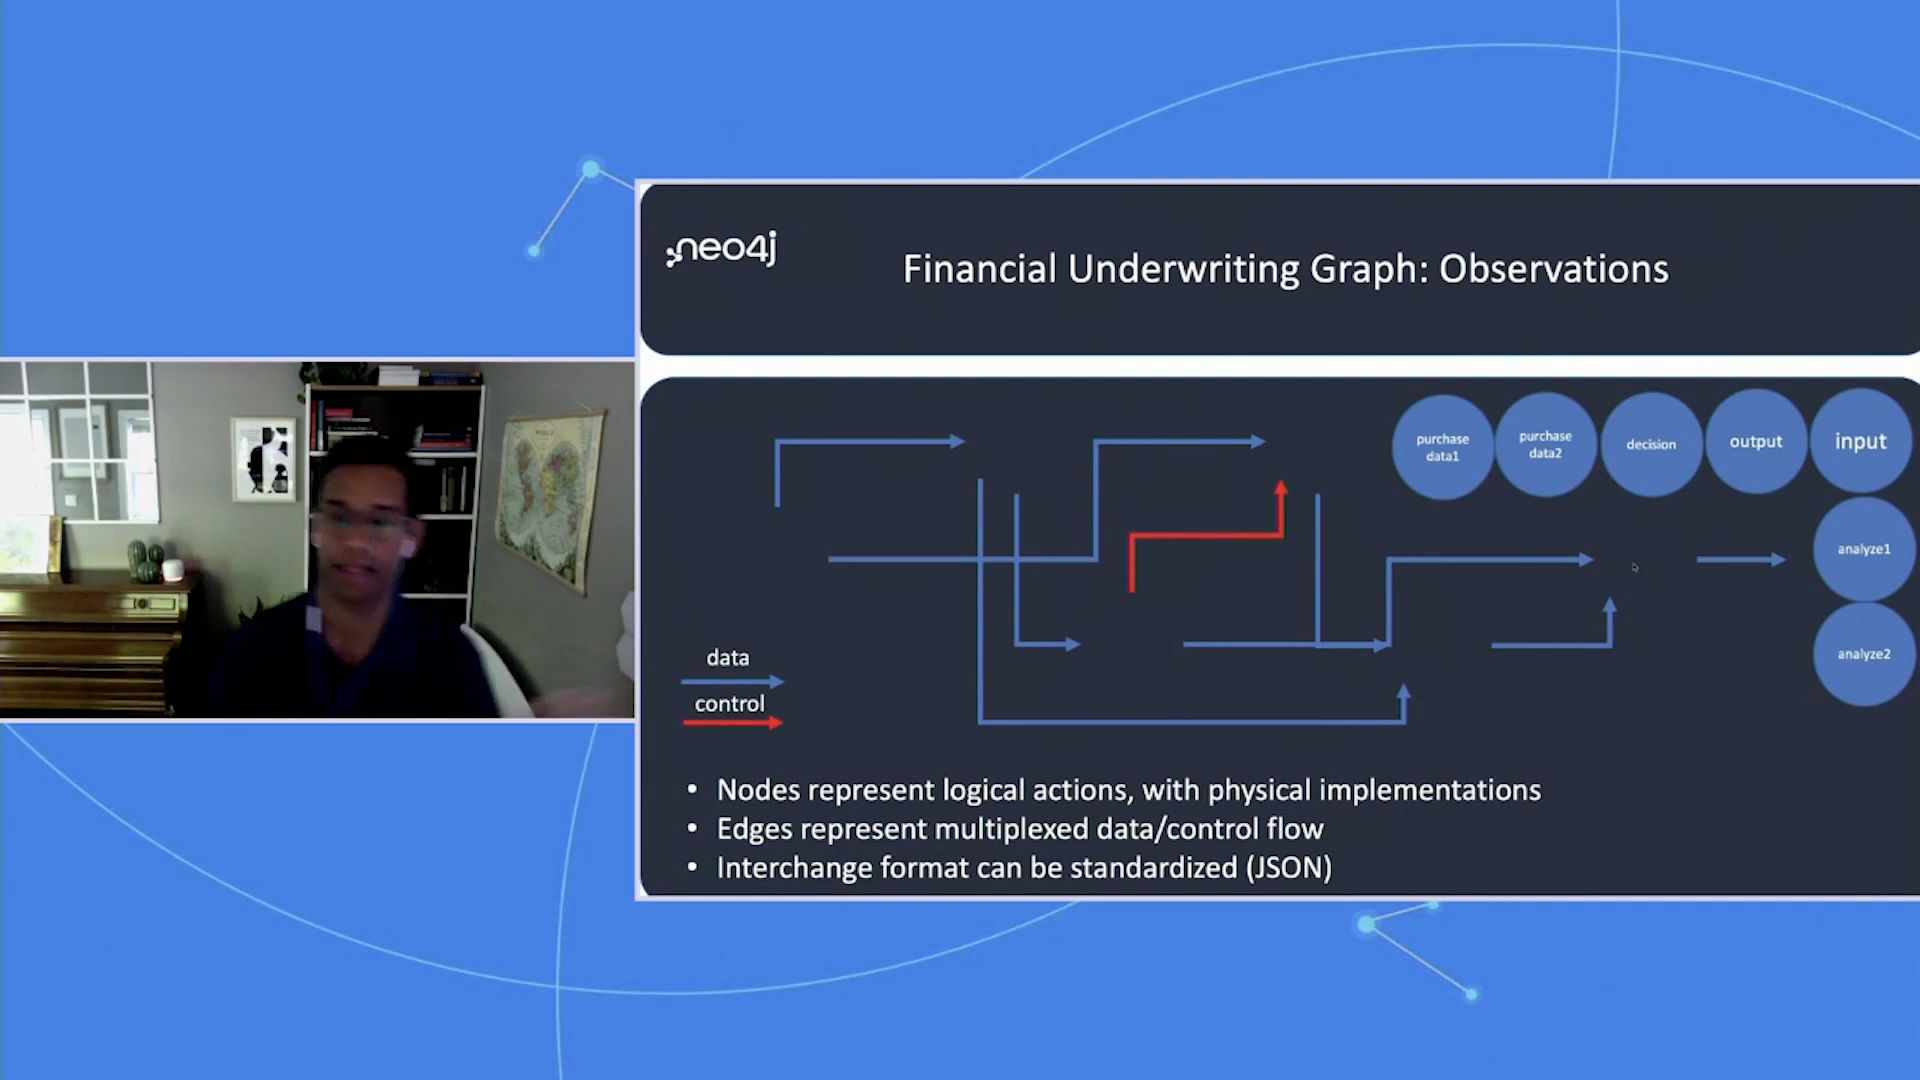 neo4j
Financial Underwriting Graph: Observations
purchase
data1
purchase
data2
decision
output
input
analyze1
analyze2
data
control
• Nodes represent logical actions, with physical implementations
• Edges represent multiplexed data/control flow
• Interchange format can be standardized (JSON)